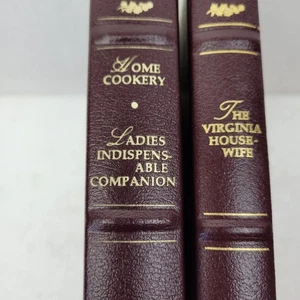 HOME
COOKERY
•
LADIES
INDISPENS-
ABLE
COMPANION
THE
VIRGINIA
HOUSE-
WIFE